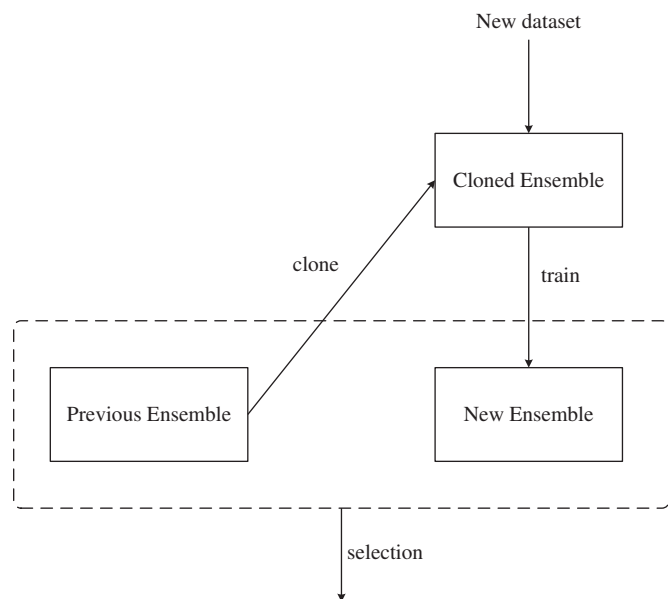 New dataset
Cloned Ensemble
clone
train
Previous Ensemble
New Ensemble
selection